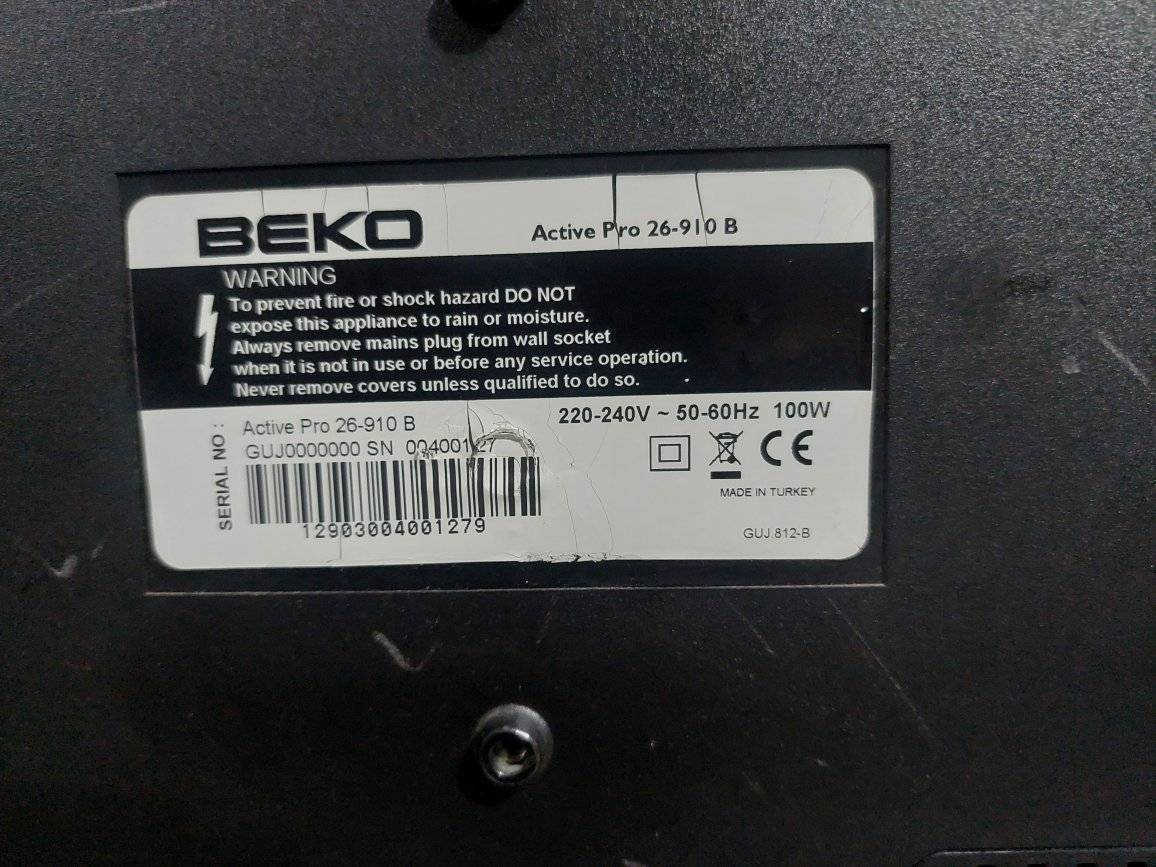 BEKO
Active Pro 26-910 B
WARNING
To prevent fire or shock hazard DO NOT
expose this appliance to rain or moisture.
Always remove mains plug from wall socket
when it is not in use or before any service operation.
Never remove covers unless qualified to do so.
220-240V ~ 50-60Hz 100W
SERIAL NO :
Active Pro 26-910 B
GUJ0000000 SN
12903004001279
CE
MADE IN TURKEY
GUJ 812-B